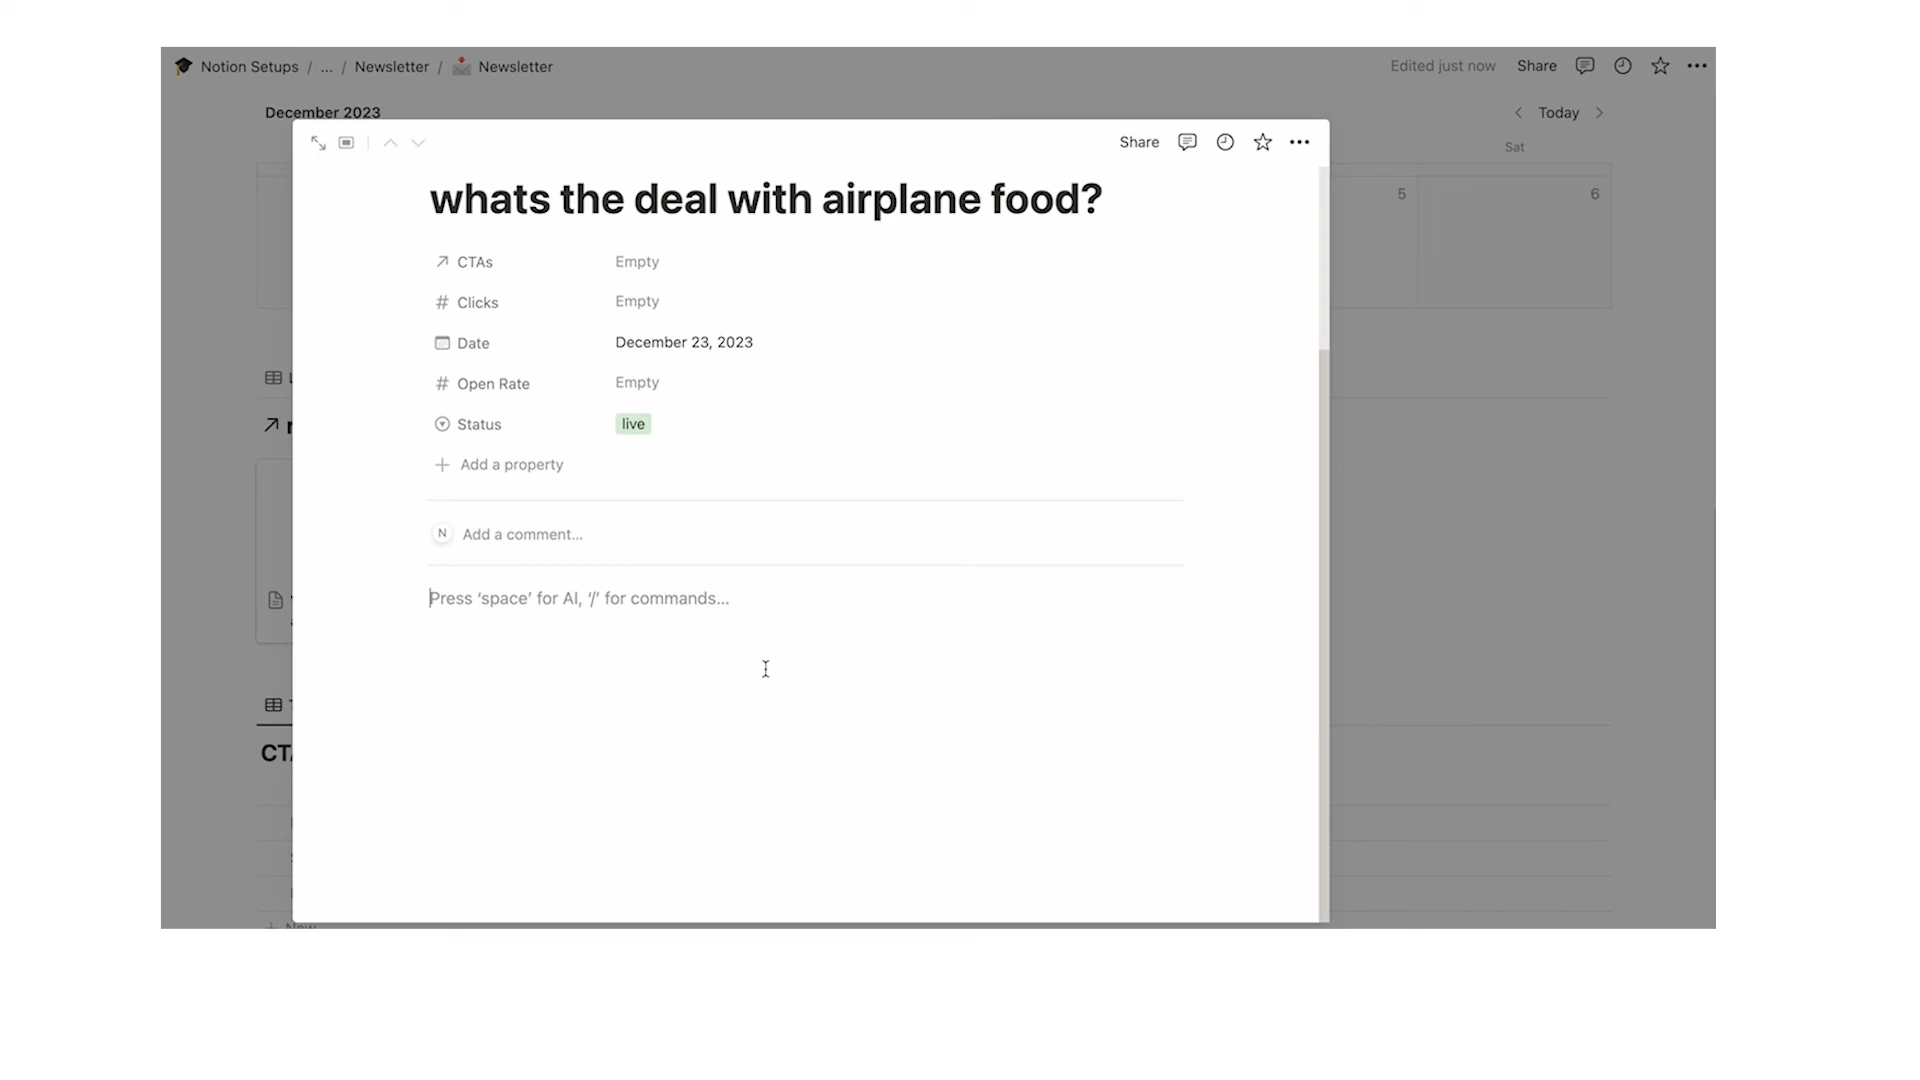 Notion Setups / ... / Newsletter / Newsletter
Edited just now Share
December 2023
Today
Sat
5 6
Share
whats the deal with airplane food?
CTAs Empty
Clicks Empty
Date December 23, 2023
Open Rate Empty
Status live
Add a property
N Add a comment...
Press ‘space’ for AI, ‘/’ for commands...
New